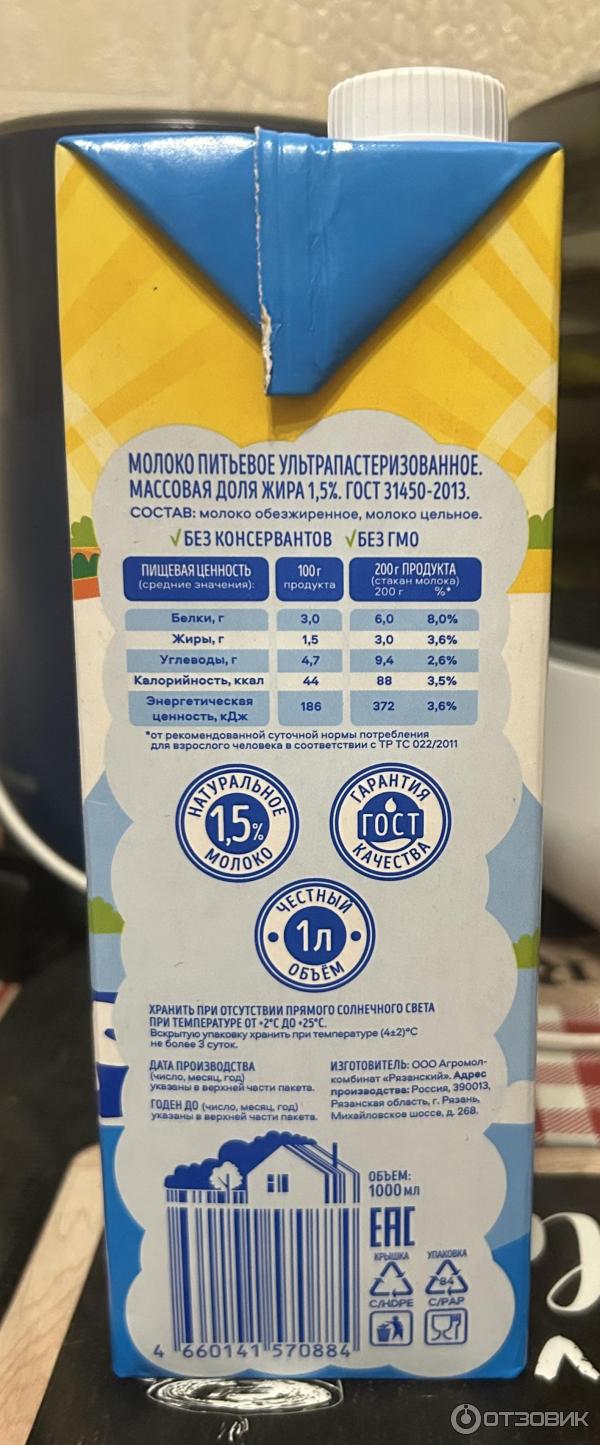 МОЛОКО ПИТЬЕВОЕ УЛЬТРАПАСТЕРИЗОВАННОЕ.
МАССОВАЯ ДОЛЯ ЖИРА 1,5%. ГОСТ 31450-2013.
СОСТАВ: молоко обезжиренное, молоко цельное.
√БЕЗ КОНСЕРВАНТОВ √БЕЗ ГМО
ПИЩЕВАЯ ЦЕННОСТЬ (средние значения): 100 г продукта 200 г ПРОДУКТА (стакан молока) 200 г %*
Белки, г 3,0 6,0 8,0%
Жиры, г 1,5 3,0 3,6%
Углеводы, г 4,7 9,4 2,6%
Калорийность, ккал 44 88 3,5%
Энергетическая ценность, кДж 186 372 3,6%
*от рекомендованной суточной нормы потребления
для взрослого человека в соответствии с ТР ТС 022/2011
НАТУРАЛЬНОЕ 1,5% МОЛОКО
ГАРАНТИЯ ГОСТ КАЧЕСТВА
ЧЕСТНЫЙ 1л ОБЪЁМ
ХРАНИТЬ ПРИ ОТСУТСТВИИ ПРЯМОГО СОЛНЕЧНОГО СВЕТА
ПРИ ТЕМПЕРАТУРЕ ОТ +2°С ДО +25°С.
Вскрытую упаковку хранить при температуре (4±2)°С
не более 3 суток.
ДАТА ПРОИЗВОДСТВА
(число, месяц, год)
указаны в верхней части пакета.
ГОДЕН ДО (число, месяц, год)
указаны в верхней части пакета.
ИЗГОТОВИТЕЛЬ: ООО Агромол-
комбинат «Рязанский». Адрес
производства: Россия, 390013,
Рязанская область, г. Рязань,
Михайловское шоссе, д. 268.
ОБЪЕМ:
1000 мл
EAC
КРЫШКА УПАКОВКА
84
C/HDPE C/PAP
4 660141 570884
ОТЗОВИК